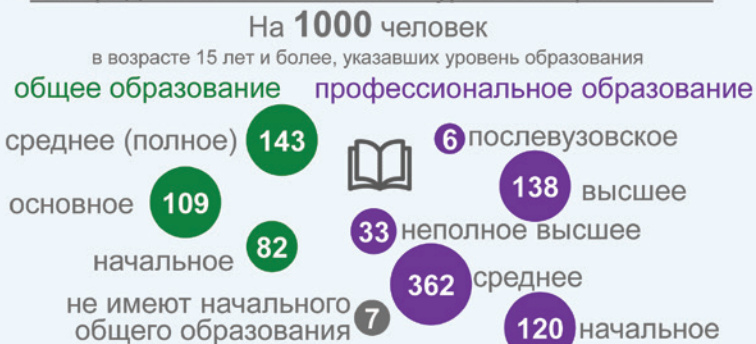 На 1000 человек
в возрасте 15 лет и более, указавших уровень образования
общее образование
профессиональное образование
среднее (полное) 143
основное 109
начальное 82
не имеют начального
общего образования 7
6 послевузовское
138 высшее
33 неполное высшее
362 среднее
120 начальное